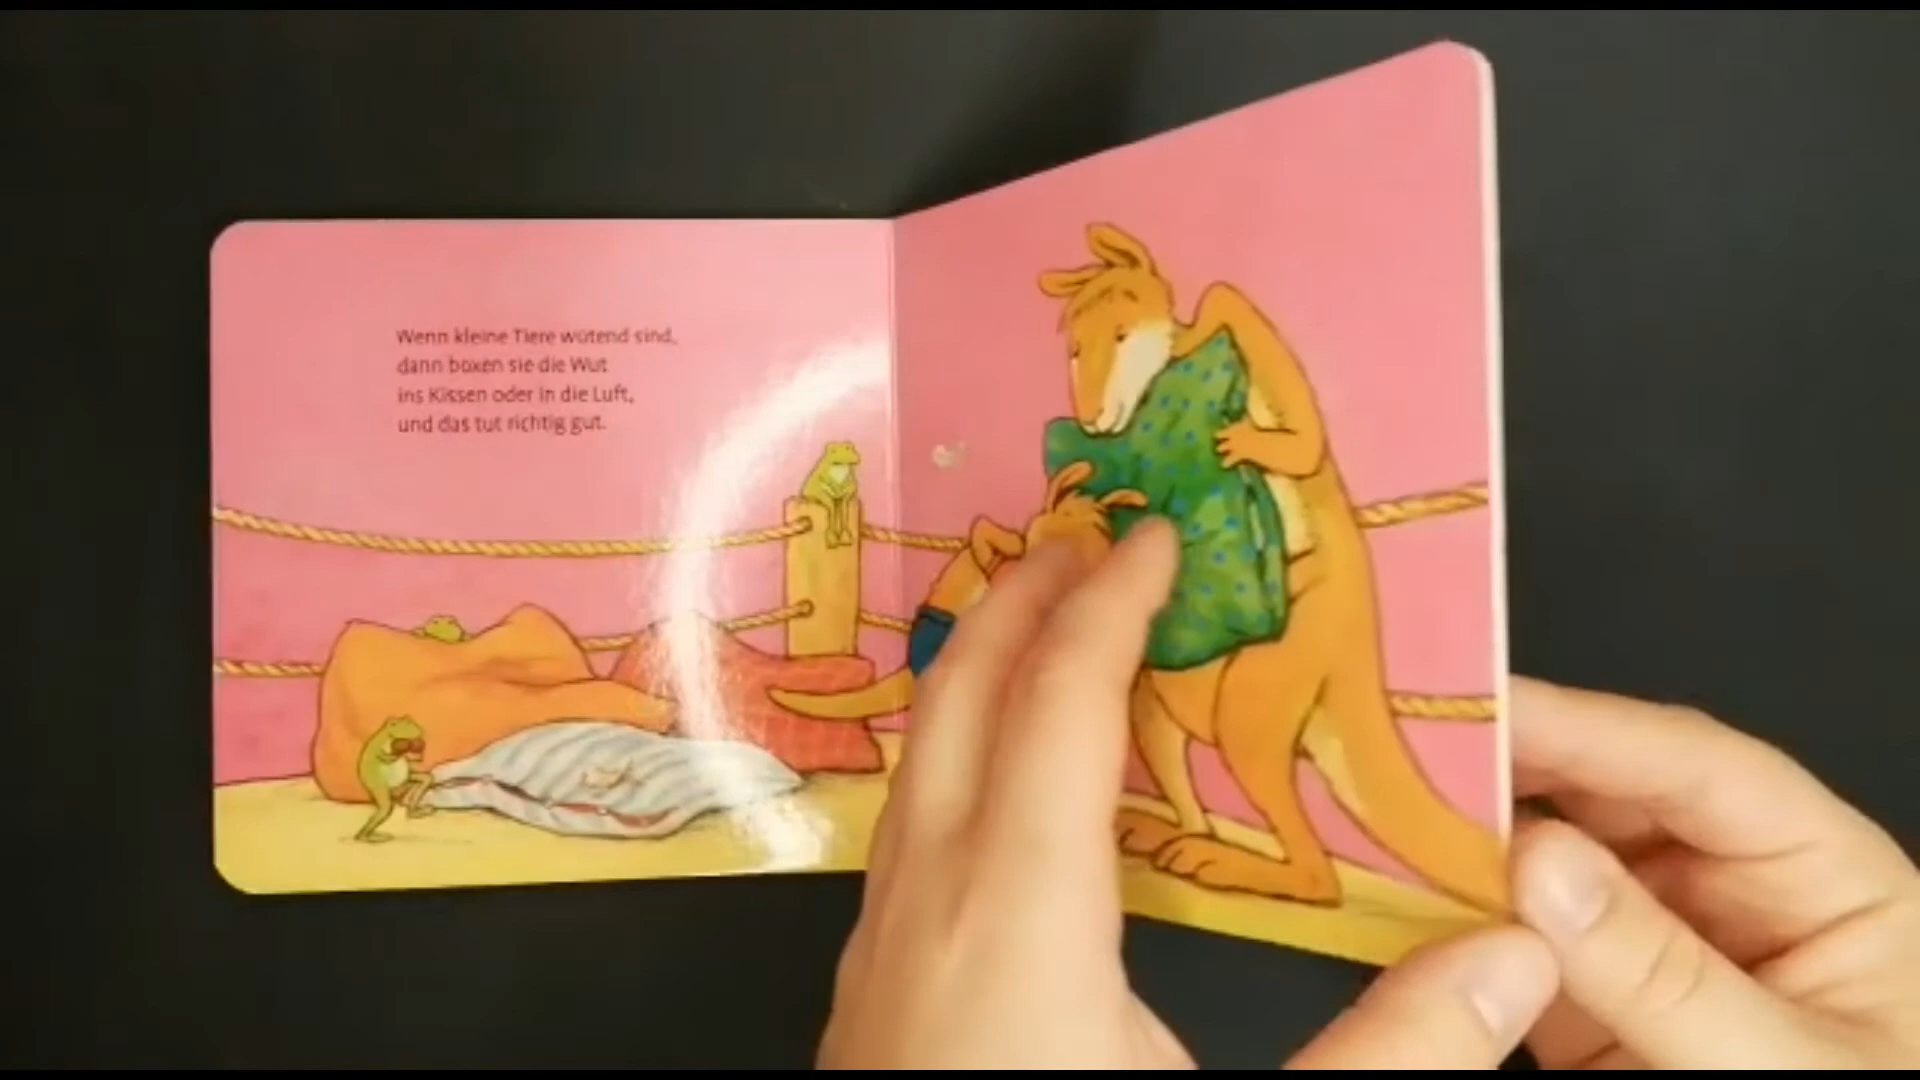 Wenn kleine Tiere wütend sind,
dann boxen sie die Wut
ins Kissen oder in die Luft,
und das tut richtig gut.